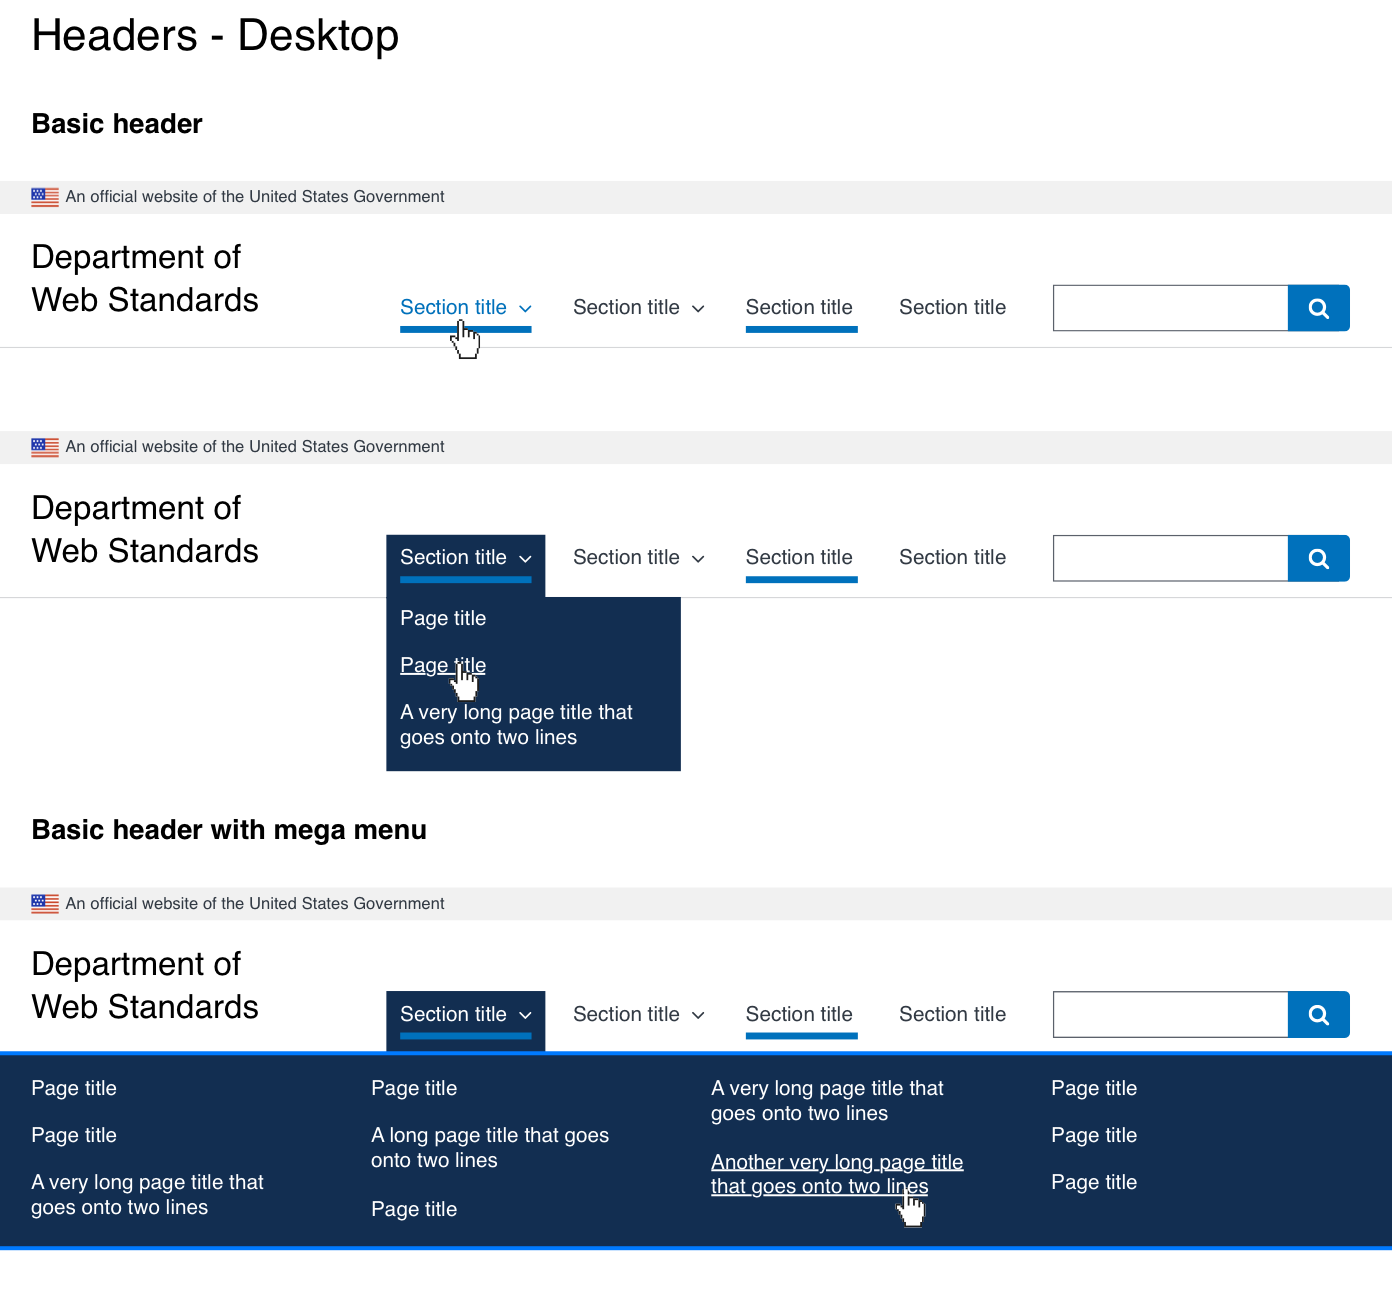 Headers - Desktop
Basic header
An official website of the United States Government
Department of
Web Standards
Section title Section title Section title Section title
An official website of the United States Government
Department of
Web Standards
Section title Section title Section title Section title
Page title
Page title
A very long page title that
goes onto two lines
Basic header with mega menu
An official website of the United States Government
Department of
Web Standards
Section title Section title Section title Section title
Page title
Page title
A very long page title that
goes onto two lines
Page title
A long page title that goes
onto two lines
Page title
A very long page title that
goes onto two lines
Another very long page title
that goes onto two lines
Page title
Page title
Page title